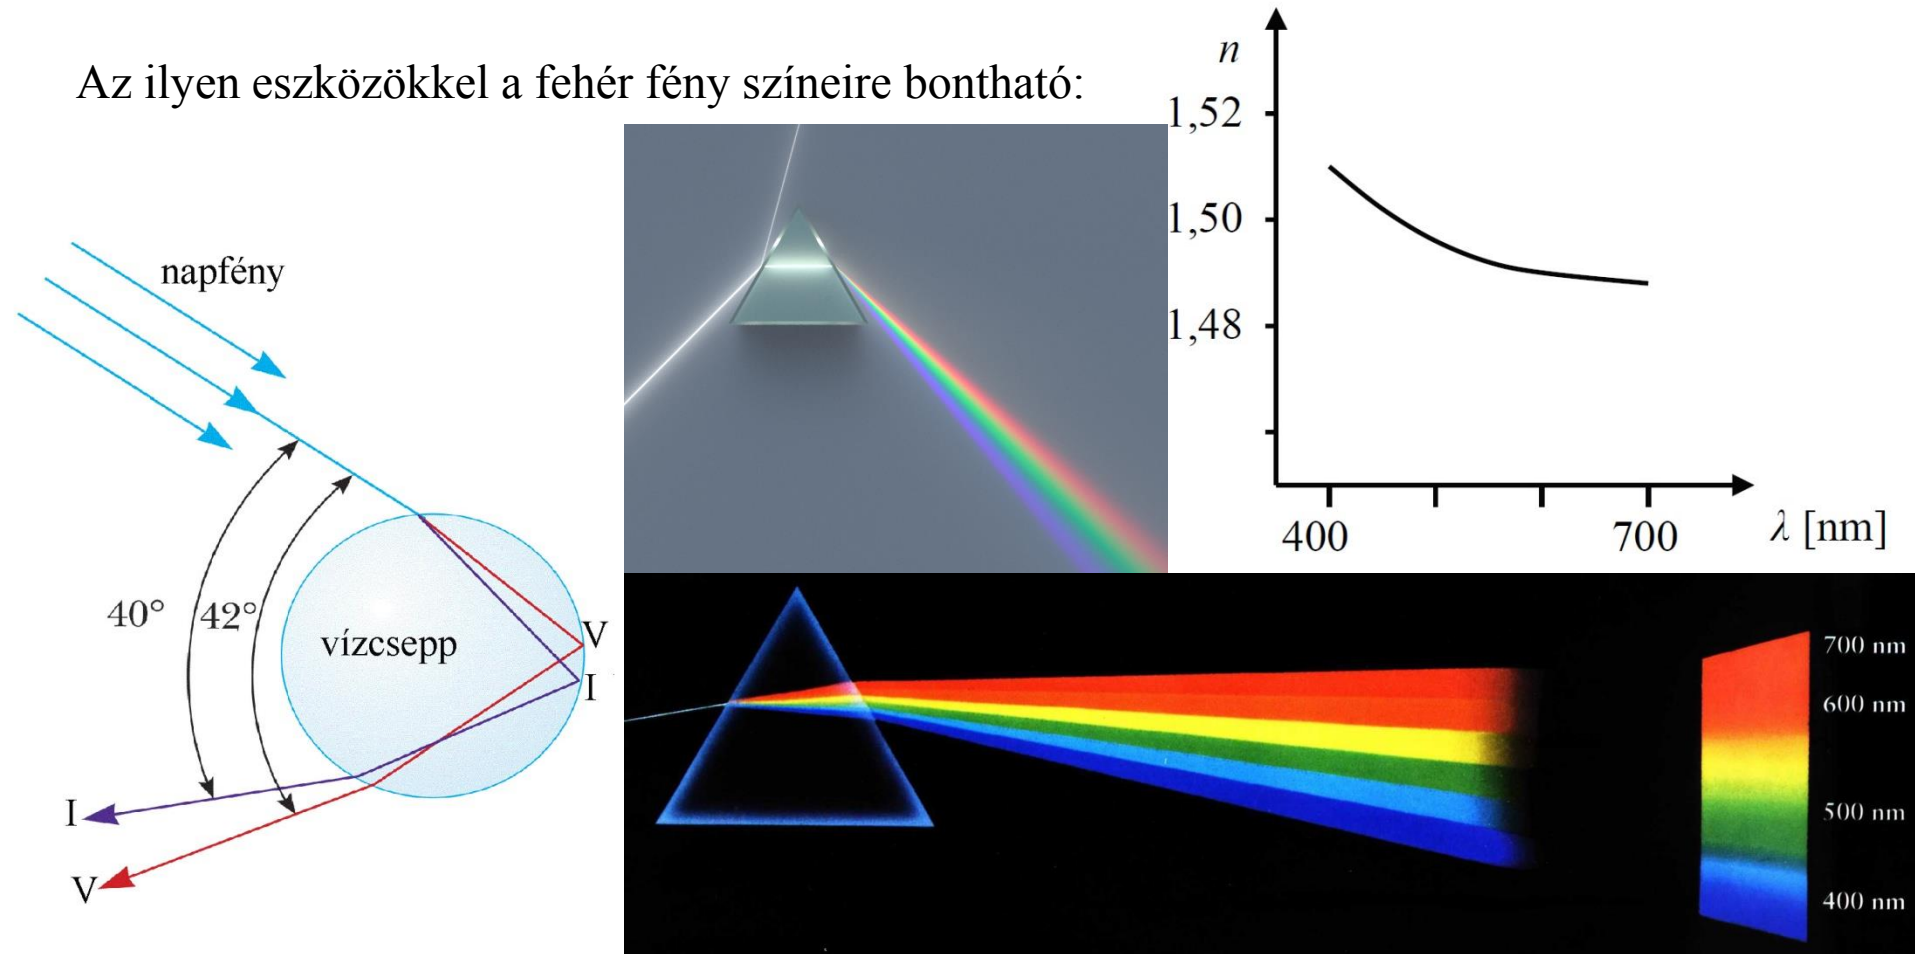 Az ilyen eszközökkel a fehér fény színeire bontható:
napfény
40°
42°
vízcsepp
V
I
I
V
n
1,52
1,50
1,48
400
700
λ [nm]
700 nm
600 nm
500 nm
400 nm